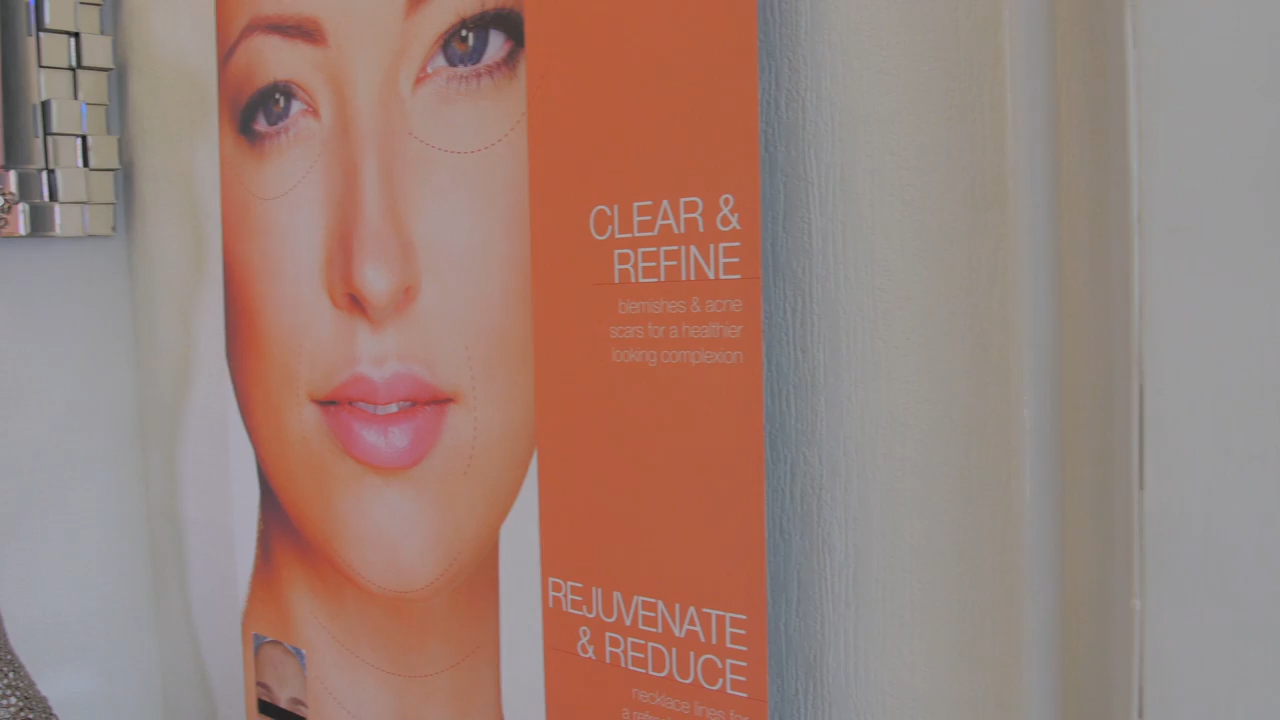 CLEAR &
REFINE
blemishes & acne
scars for a healthier
looking complexion
REJUVENATE
& REDUCE
necklace lines for
a